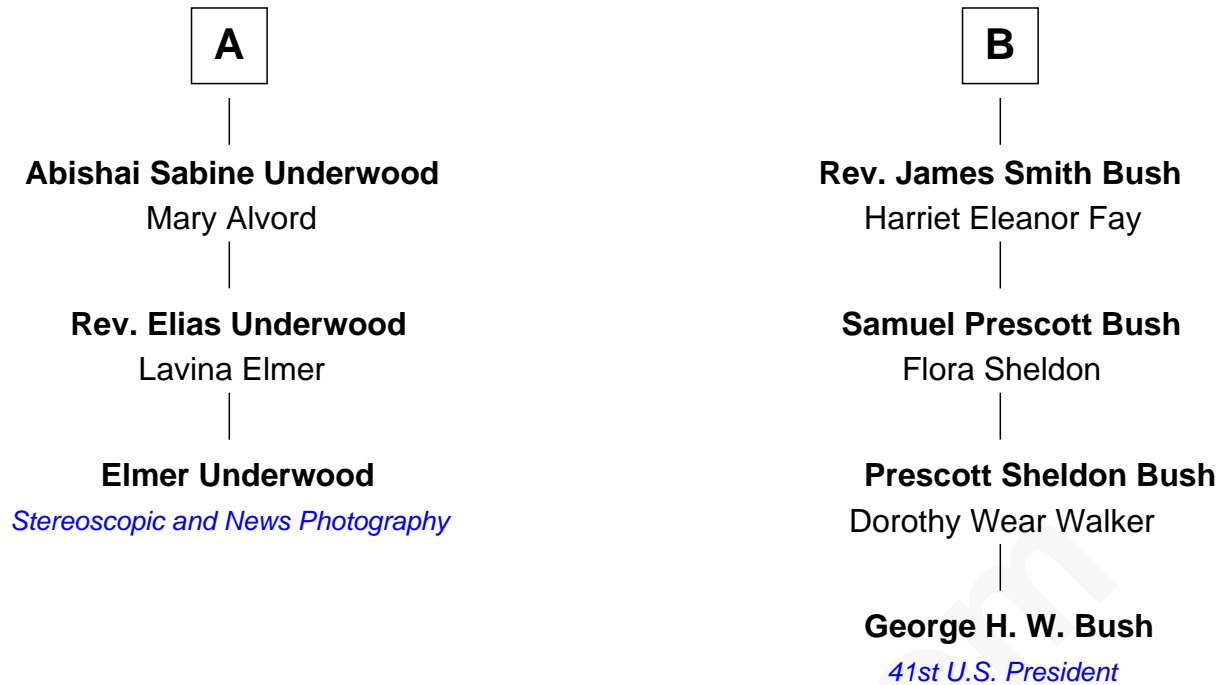 A
Abishai Sabine Underwood
Mary Alvord
Rev. Elias Underwood
Lavina Elmer
Elmer Underwood
Stereoscopic and News Photography
B
Rev. James Smith Bush
Harriet Eleanor Fay
Samuel Prescott Bush
Flora Sheldon
Prescott Sheldon Bush
Dorothy Wear Walker
George H. W. Bush
41st U.S. President